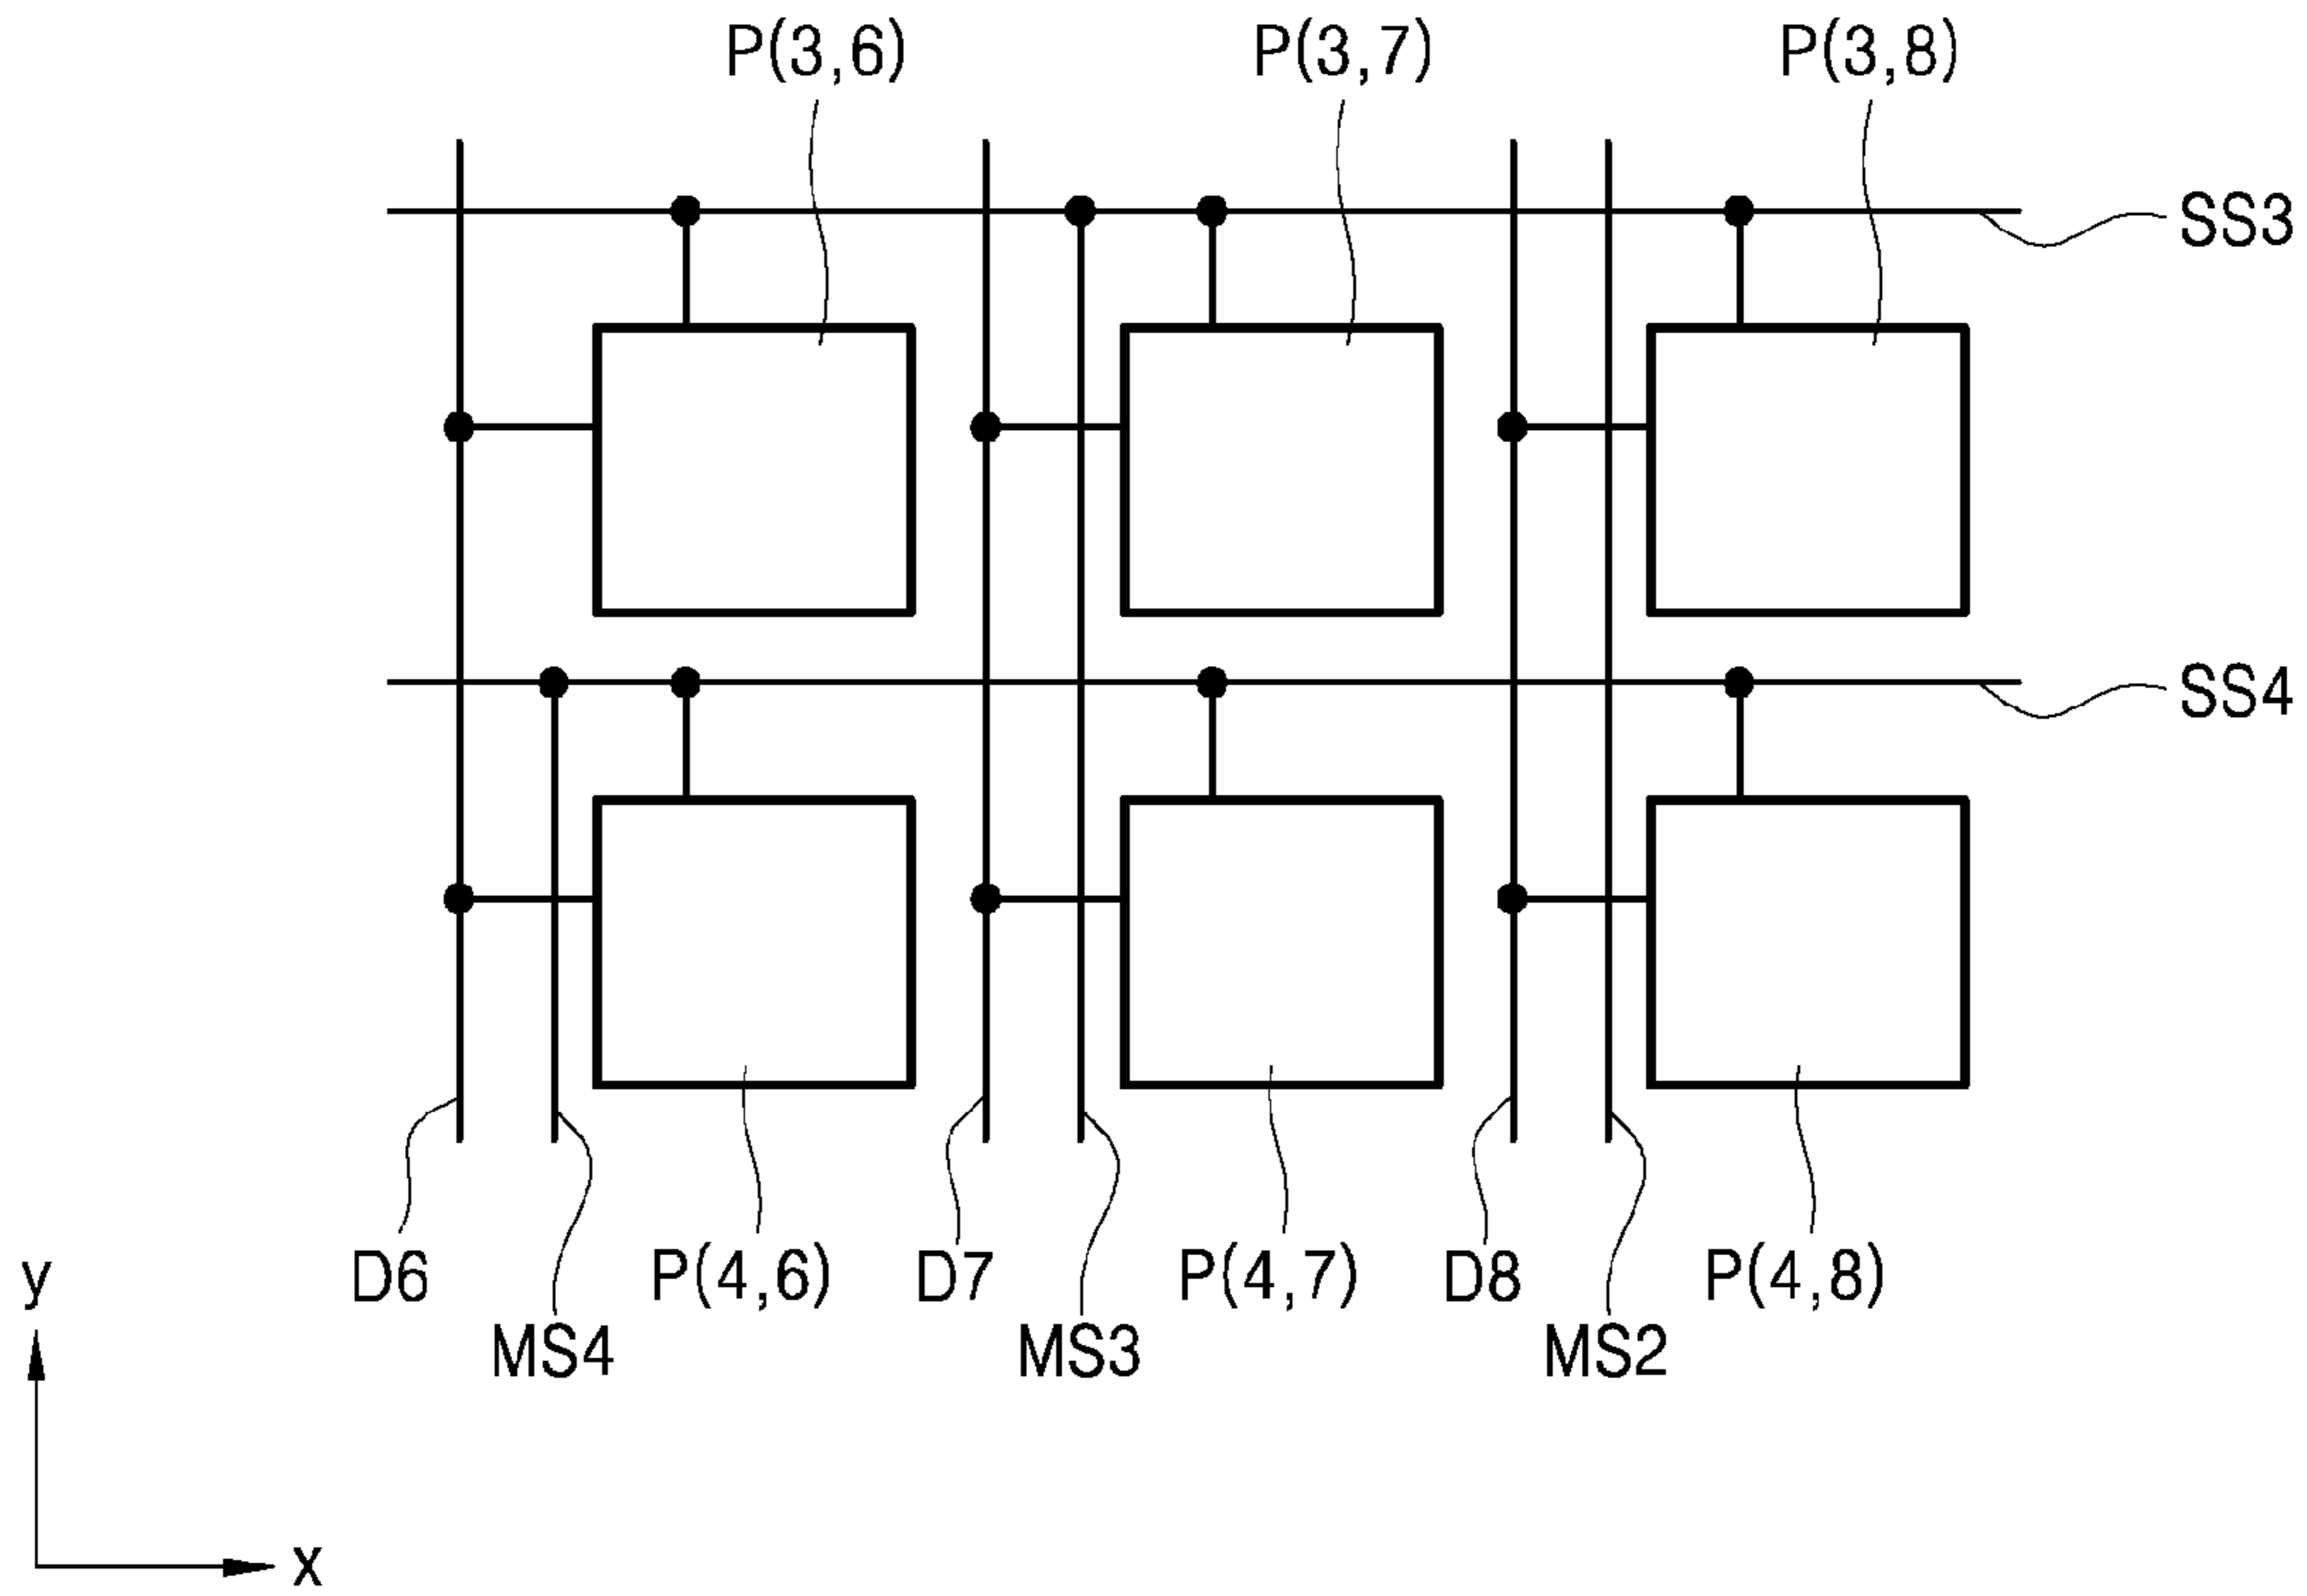 P(3,6) P(3,7) P(3,8)
SS3
SS4
D6 P(4,6) D7 P(4,7) D8 P(4,8)
MS4 MS3 MS2
y
x